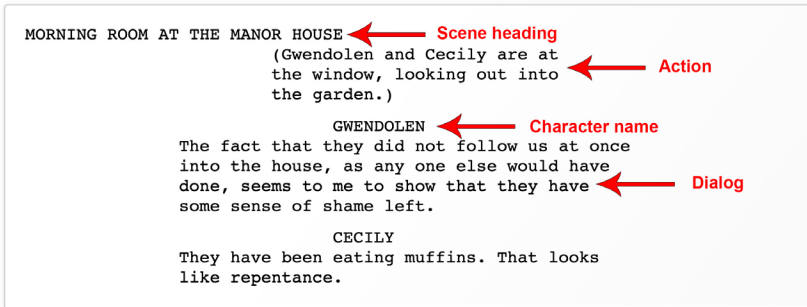 MORNING ROOM AT THE MANOR HOUSE Scene heading
(Gwendolen and Cecily are at
the window, looking out into Action
the garden.)
GWENDOLEN Character name
The fact that they did not follow us at once
into the house, as any one else would have
done, seems to me to show that they have Dialog
some sense of shame left.
CECILY
They have been eating muffins. That looks
like repentance.